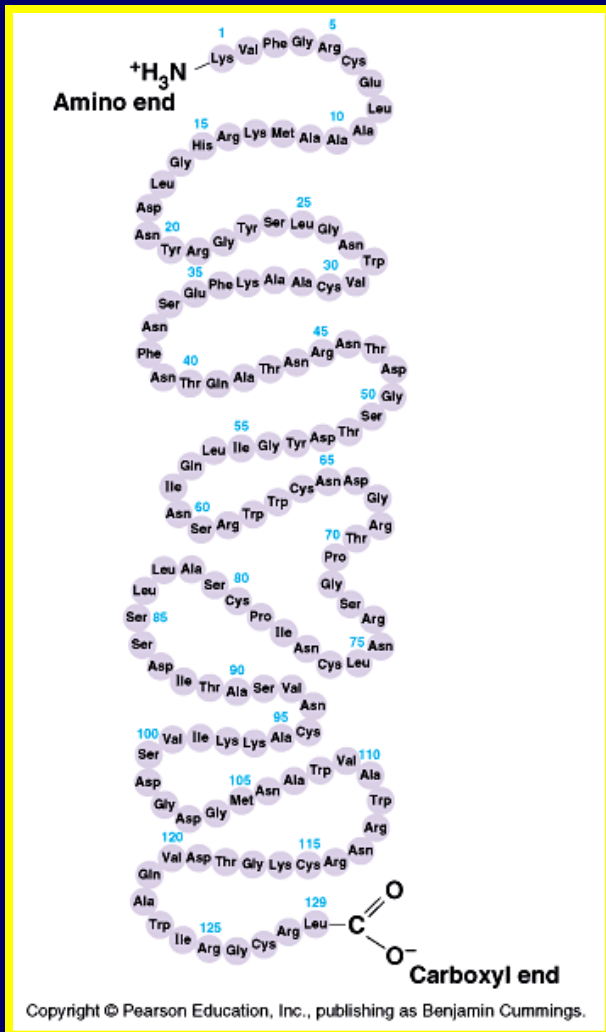 +H3N
Amino end
1 5
Lys Val Phe Gly Arg Cys Glu Leu Ala
10 15
Ala Ala Met Lys Arg His Gly Leu Asp Asn
20 25
Tyr Arg Gly Tyr Ser Leu Gly Asn Trp Val
30 35
Cys Ala Ala Lys Phe Glu Ser Asn Phe Asn
40 45
Thr Gln Ala Thr Asn Arg Asn Thr Asp Gly
50 55
Ser Thr Asp Tyr Gly Ile Leu Gln Ile Asn
60 65
Ser Arg Trp Trp Cys Asn Asp Gly Arg Thr
70 75
Pro Gly Ser Arg Asn Leu Cys Asn Ile Pro
80 85
Cys Ser Ala Leu Leu Ser Ser Asp Ile Thr
90 95
Ala Ser Val Asn Cys Ala Lys Lys Ile Val
100 105
Ser Asp Gly Asp Gly Met Asn Ala Trp Val
110 115
Ala Trp Arg Asn Arg Cys Lys Gly Thr Asp
120 125
Val Gln Ala Trp Ile Arg Gly Cys Arg
129
Leu C O O−
Carboxyl end
Copyright © Pearson Education, Inc., publishing as Benjamin Cummings.